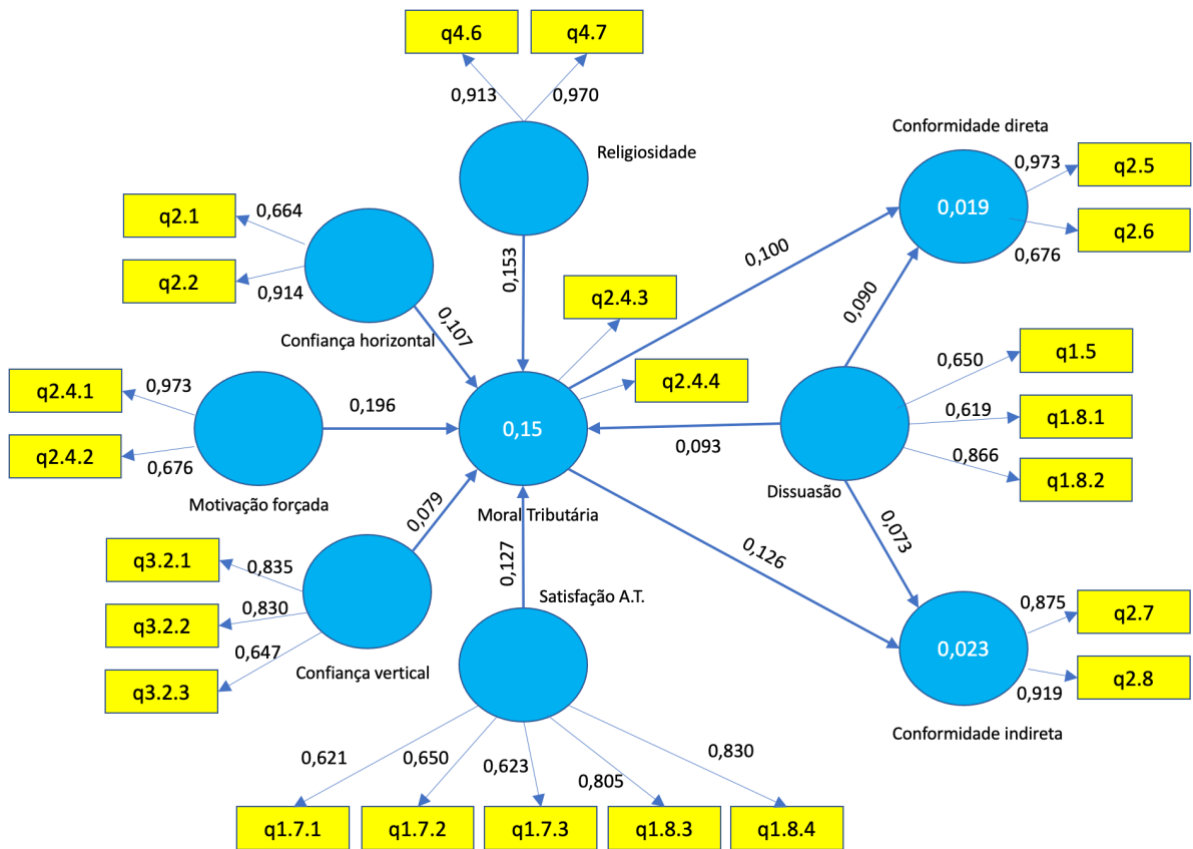 q4.6
q4.7
0,913
0,970
Religiosidade
Conformidade direta
0,973
q2.5
0,019
q2.6
0,676
q2.1
0,664
q2.2
0,914
Confiança horizontal
0,107
0,153
q2.4.3
q2.4.4
0,100
0,090
0,650
q1.5
0,619
q1.8.1
0,866
q1.8.2
Dissuasão
0,093
q2.4.1
0,973
q2.4.2
0,676
0,196
0,15
Motivação forçada
Moral Tributária
0,079
0,127
0,126
0,073
q3.2.1
0,835
q3.2.2
0,830
q3.2.3
0,647
Confiança vertical
Satisfação A.T.
0,023
0,875
q2.7
0,919
q2.8
Conformidade indireta
0,621
0,650
0,623
0,805
0,830
q1.7.1
q1.7.2
q1.7.3
q1.8.3
q1.8.4